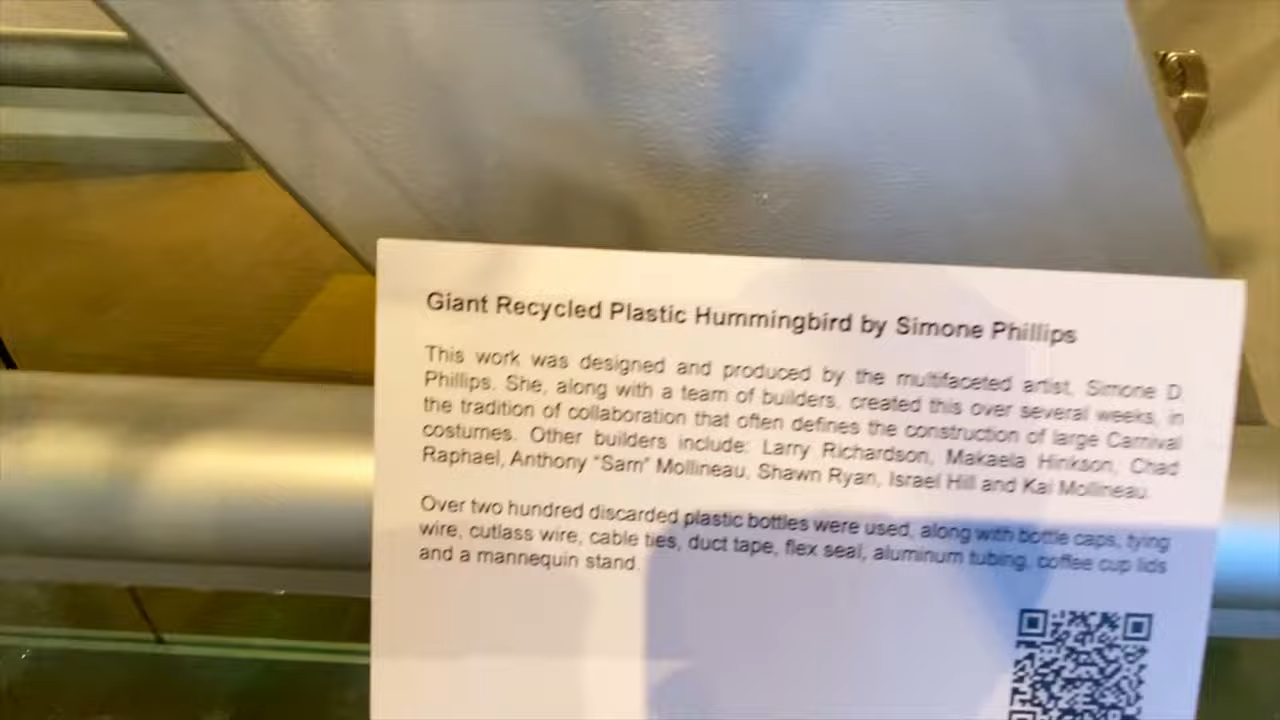 Giant Recycled Plastic Hummingbird by Simone Phillips
This work was designed and produced by the multifaceted artist, Simone D.
Phillips. She, along with a team of builders, created this over several weeks, in
the tradition of collaboration that often defines the construction of large Carnival
costumes. Other builders include: Larry Richardson, Makaela Hinkson, Chad
Raphael, Anthony "Sam" Mollineau, Shawn Ryan, Israel Hill and Kai Mollineau.
Over two hundred discarded plastic bottles were used, along with bottle caps, tying
wire, cutlass wire, cable ties, duct tape, flex seal, aluminum tubing, coffee cup lids
and a mannequin stand.